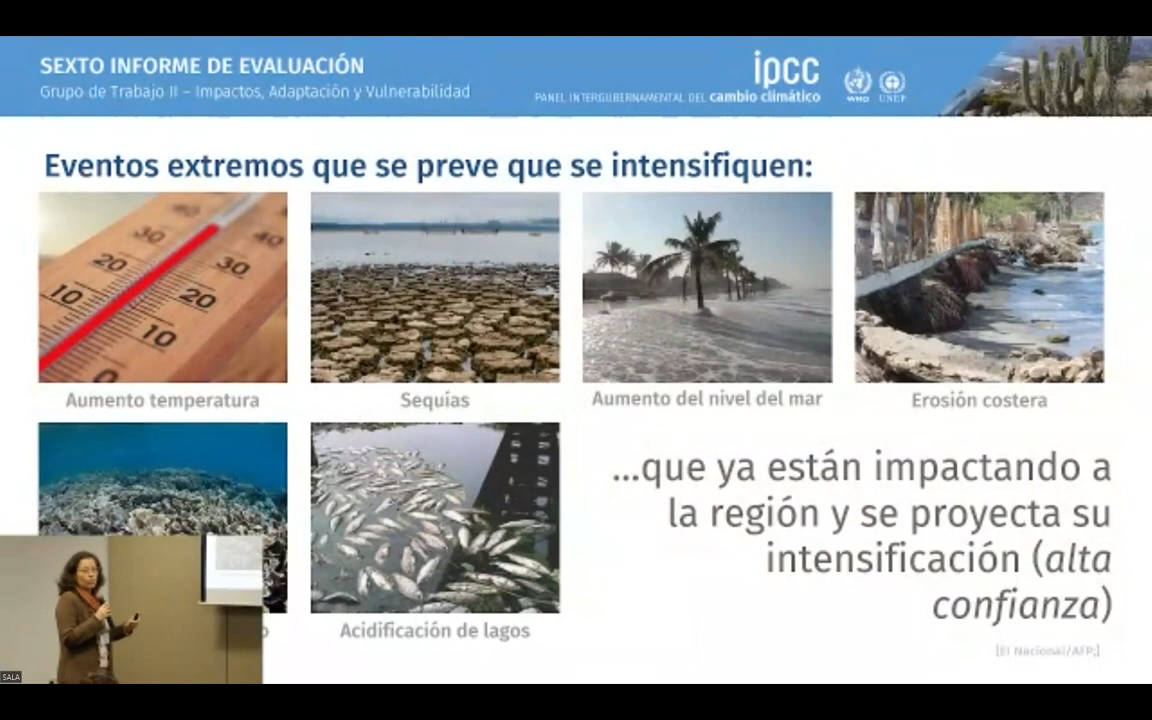 SEXTO INFORME DE EVALUACIÓN
Grupo de Trabajo II – Impactos, Adaptación y Vulnerabilidad
ipcc
PANEL INTERGUBERNAMENTAL DEL cambio climático
WMO
UNEP
Eventos extremos que se preve que se intensifiquen:
40
30
20
10
40
30
20
10
0
Aumento temperatura
Sequías
Aumento del nivel del mar
Erosión costera
...que ya están impactando a
la región y se proyecta su
intensificación (alta
confianza)
Acidificación de lagos
[El Nacional/AFP;]
SALA